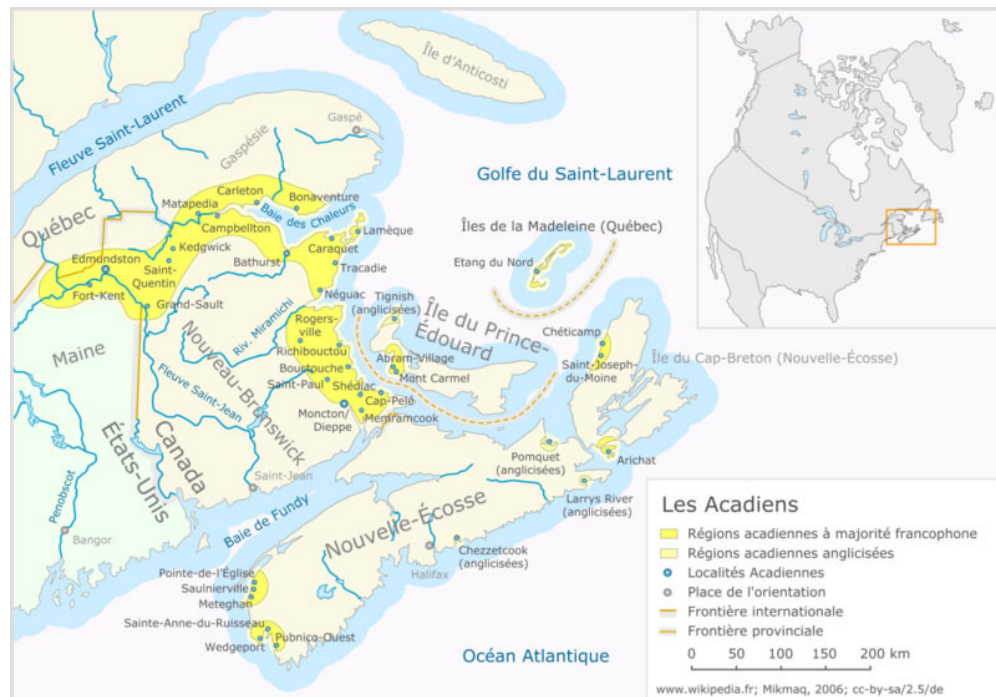 Île d'Anticosti
Fleuve Saint-Laurent
Gaspé
Gaspésie
Golfe du Saint-Laurent
Québec
Carleton
Bonaventure
Matapedia
Baie des Chaleurs
Campbellton
Lamèque
Îles de la Madeleine (Québec)
Kedgwick
Caraquet
Edmundston
Bathurst
Etang du Nord
Saint-
Quentin
Tracadie
Fort-Kent
Grand-Sault
Néguac
Tignish
(anglicisées)
Île du Prince-
Édouard
Riv. Miramichi
Rogers-
ville
Chéticamp
Maine
Nouveau-Brunswick
Richibouctou
Abram-Village
Saint-Joseph-
du-Moine
Île du Cap-Breton (Nouvelle-Écosse)
Bouctouche
Mont Carmel
Fleuve Saint-Jean
Saint-Paul
Shédiac
Cap-Pelé
Moncton/
Dieppe
Memramcook
États-Unis
Canada
Pomquet
(anglicisées)
Arichat
Saint-Jean
Penobscot
Larrys River
(anglicisées)
Bangor
Baie de Fundy
Nouvelle-Écosse
Chezzetcook
(anglicisées)
Halifax
Pointe-de-l'Église
Saulnierville
Meteghan
Sainte-Anne-du-Ruisseau
Pubnico-Ouest
Wedgeport
Océan Atlantique
Les Acadiens
Régions acadiennes à majorité francophone
Régions acadiennes anglicisées
Localités Acadiennes
Place de l'orientation
Frontière internationale
Frontière provinciale
0 50 100 150 200 km
www.wikipedia.fr; Mikmaq, 2006; cc-by-sa/2.5/de